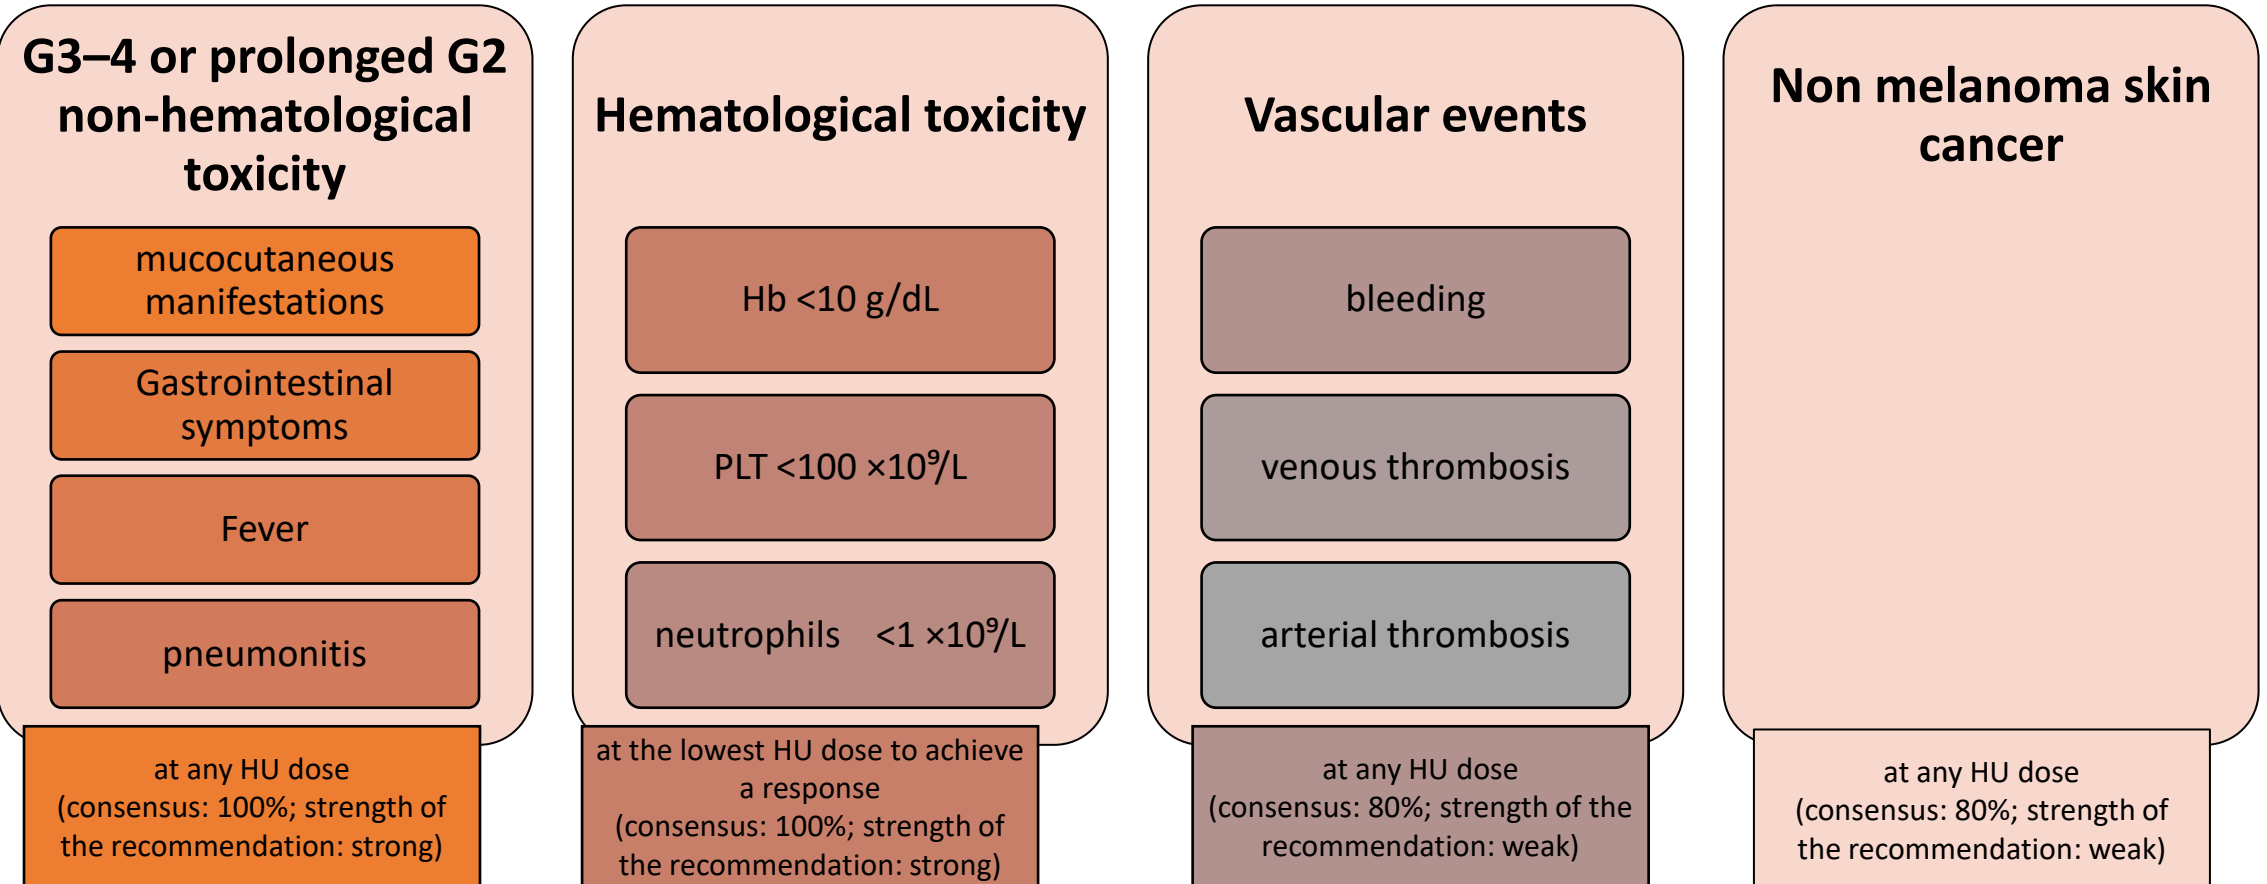 G3–4 or prolonged G2
non-hematological
toxicity
mucocutaneous
manifestations
Gastrointestinal
symptoms
Fever
pneumonitis
at any HU dose
(consensus: 100%; strength of
the recommendation: strong)
Hematological toxicity
Hb <10 g/dL
PLT <100 ×10⁹/L
neutrophils <1 ×10⁹/L
at the lowest HU dose to achieve
a response
(consensus: 100%; strength of
the recommendation: strong)
Vascular events
bleeding
venous thrombosis
arterial thrombosis
at any HU dose
(consensus: 80%; strength of the
recommendation: weak)
Non melanoma skin
cancer
at any HU dose
(consensus: 80%; strength of
the recommendation: weak)